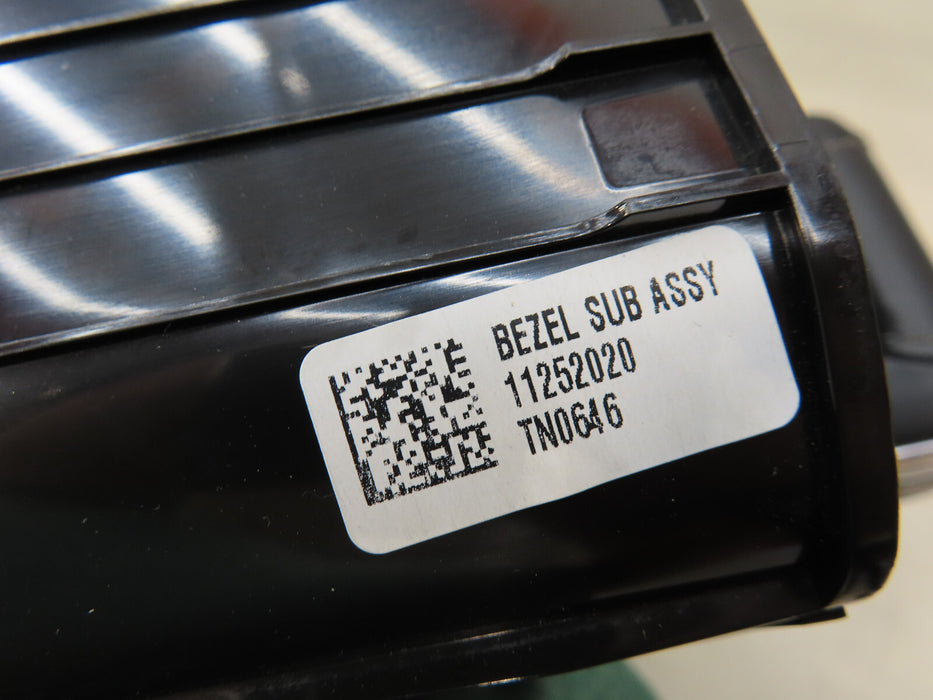 BEZEL SUB ASSY
11252020
TN0646